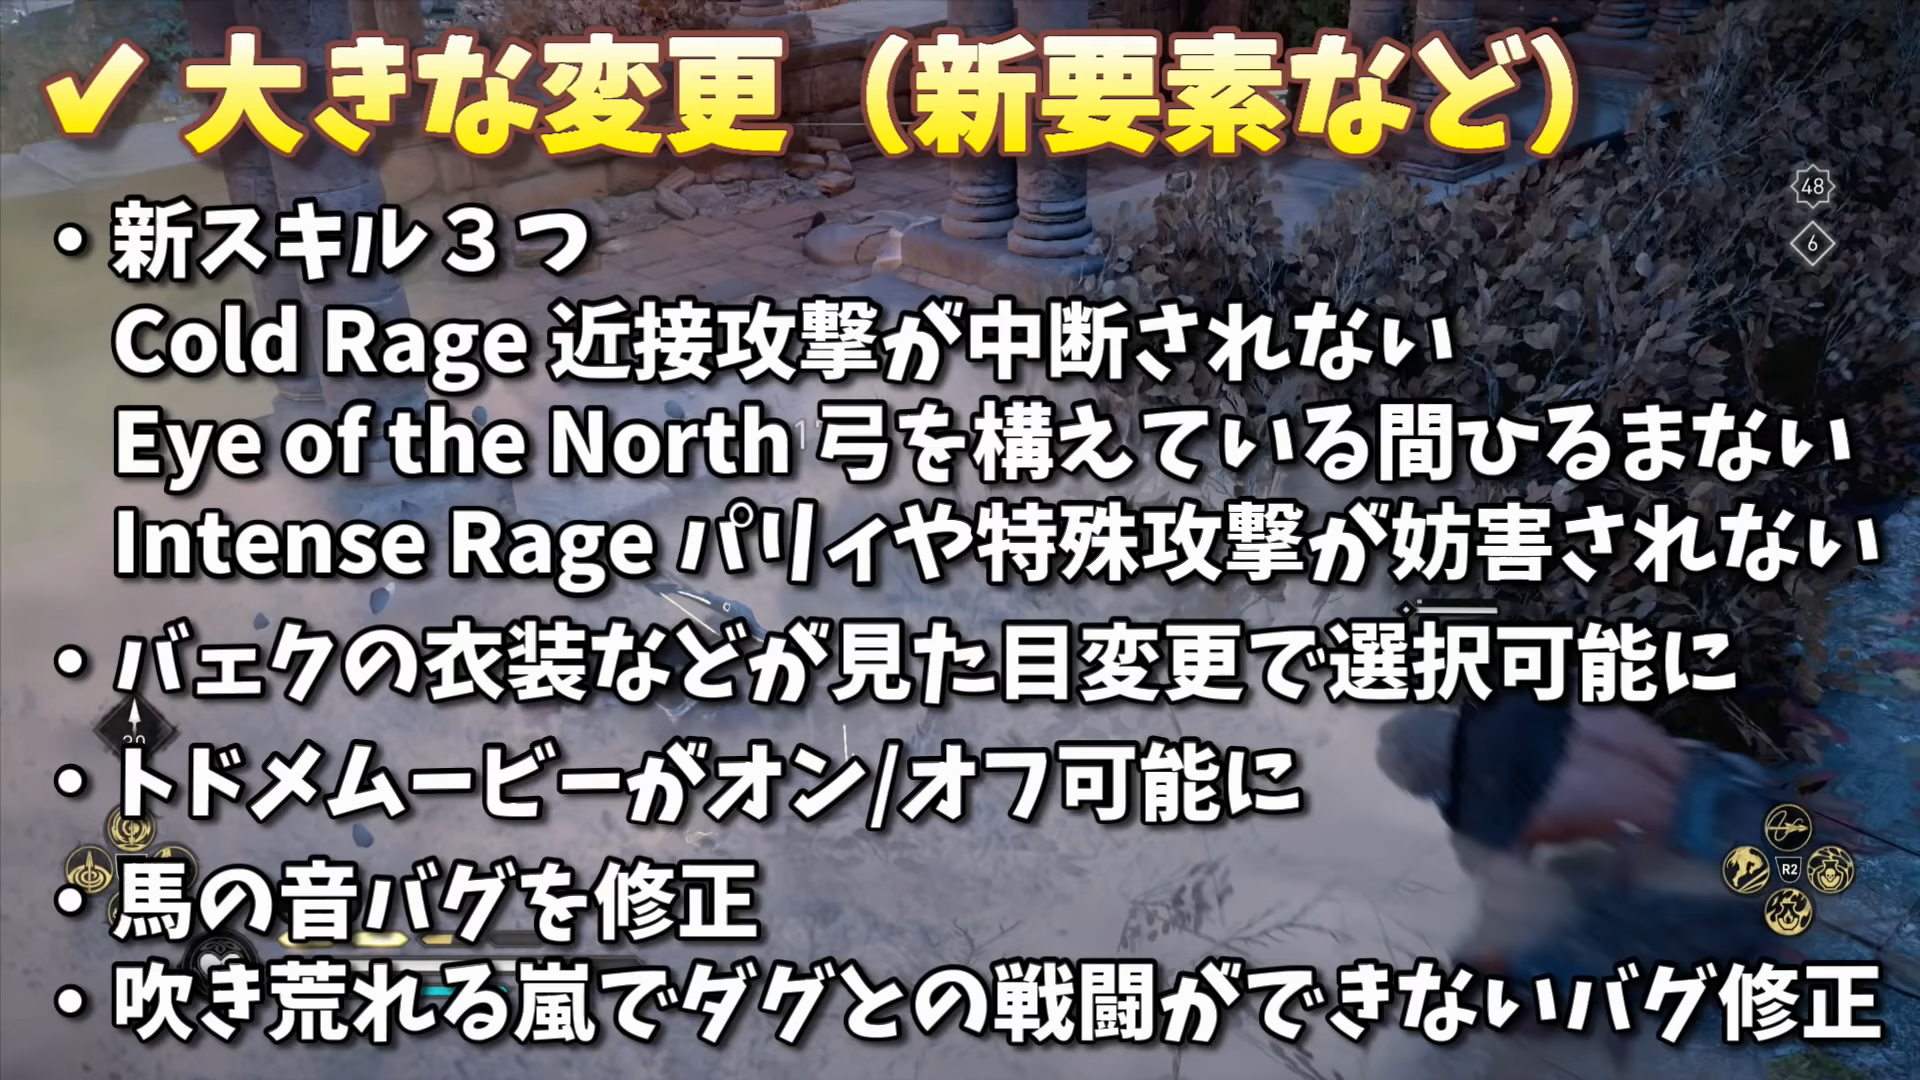 ✓ 大きな変更（新要素など）
・新スキル３つ
Cold Rage 近接攻撃が中断されない
Eye of the North 弓を構えている間ひるまない
Intense Rage パリィや特殊攻撃が妨害されない
・バェクの衣装などが見た目変更で選択可能に
・トドメムービーがオン/オフ可能に
・馬の音バグを修正
・吹き荒れる嵐でダグとの戦闘ができないバグ修正
48
6
R2